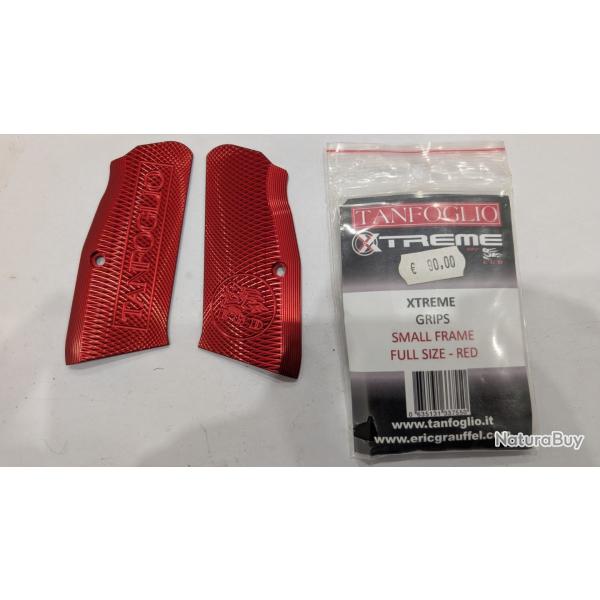 TANFOGLIO
TANFOGLIO
XTREME
€ 90,00
XTREME
GRIPS
SMALL FRAME
FULL SIZE - RED
www.tanfoglio.it
www.ericgrauffel.c
NaturaBuy